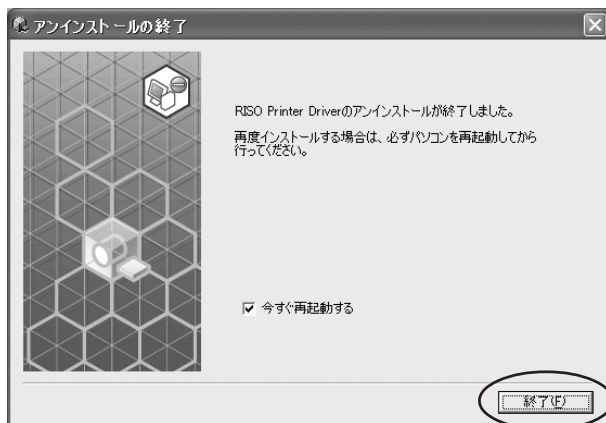 アンインストールの終了
RISO Printer Driverのアンインストールが終了しました。
再度インストールする場合は、必ずパソコンを再起動してから
行ってください。
今すぐ再起動する
終了(F)